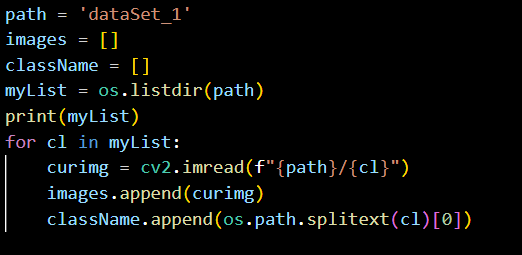 path = 'dataSet_1'
images = []
className = []
myList = os.listdir(path)
print(myList)
for cl in myList:
    curimg = cv2.imread(f"{path}/{cl}")
    images.append(curimg)
    className.append(os.path.splitext(cl)[0])